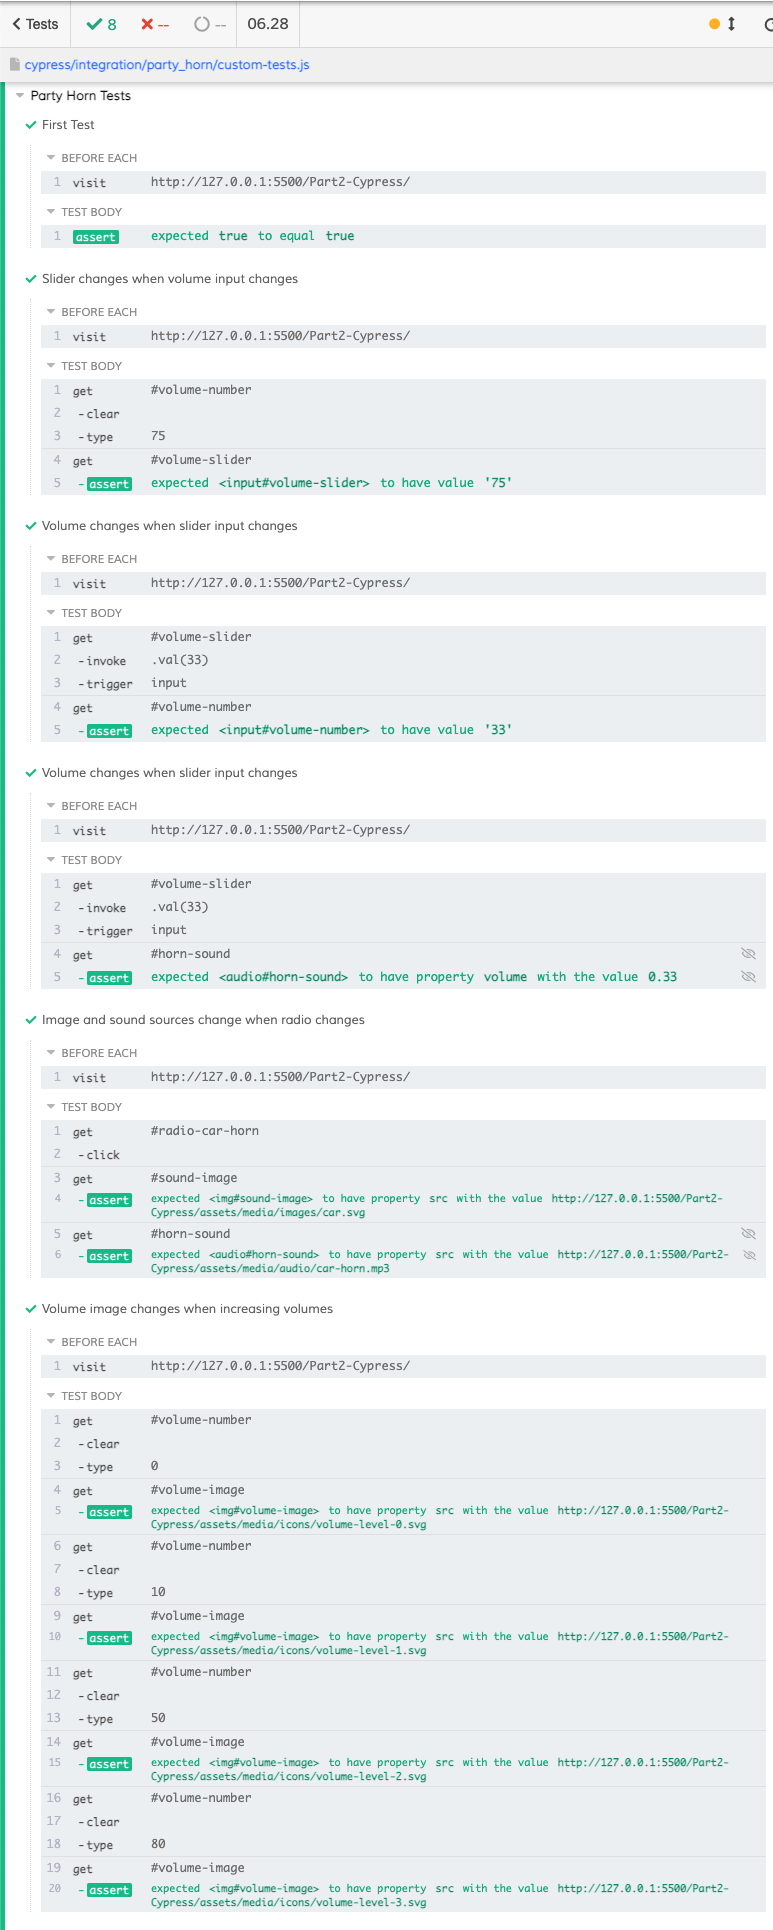 < Tests 8 -- -- 06.28
cypress/integration/party_horn/custom-tests.js
Party Horn Tests
First Test
BEFORE EACH
1 visit http://127.0.0.1:5500/Part2-Cypress/
TEST BODY
1 assert expected true to equal true
Slider changes when volume input changes
BEFORE EACH
1 visit http://127.0.0.1:5500/Part2-Cypress/
TEST BODY
1 get #volume-number
2 -clear
3 -type 75
4 get #volume-slider
5 -assert expected <input#volume-slider> to have value '75'
Volume changes when slider input changes
BEFORE EACH
1 visit http://127.0.0.1:5500/Part2-Cypress/
TEST BODY
1 get #volume-slider
2 -invoke .val(33)
3 -trigger input
4 get #volume-number
5 -assert expected <input#volume-number> to have value '33'
Volume changes when slider input changes
BEFORE EACH
1 visit http://127.0.0.1:5500/Part2-Cypress/
TEST BODY
1 get #volume-slider
2 -invoke .val(33)
3 -trigger input
4 get #horn-sound
5 -assert expected <audio#horn-sound> to have property volume with the value 0.33
Image and sound sources change when radio changes
BEFORE EACH
1 visit http://127.0.0.1:5500/Part2-Cypress/
TEST BODY
1 get #radio-car-horn
2 -click
3 get #sound-image
4 -assert expected <img#sound-image> to have property src with the value http://127.0.0.1:5500/Part2-
Cypress/assets/media/images/car.svg
5 get #horn-sound
6 -assert expected <audio#horn-sound> to have property src with the value http://127.0.0.1:5500/Part2-
Cypress/assets/media/audio/car-horn.mp3
Volume image changes when increasing volumes
BEFORE EACH
1 visit http://127.0.0.1:5500/Part2-Cypress/
TEST BODY
1 get #volume-number
2 -clear
3 -type 0
4 get #volume-image
5 -assert expected <img#volume-image> to have property src with the value http://127.0.0.1:5500/Part2-
Cypress/assets/media/icons/volume-level-0.svg
6 get #volume-number
7 -clear
8 -type 10
9 get #volume-image
10 -assert expected <img#volume-image> to have property src with the value http://127.0.0.1:5500/Part2-
Cypress/assets/media/icons/volume-level-1.svg
11 get #volume-number
12 -clear
13 -type 50
14 get #volume-image
15 -assert expected <img#volume-image> to have property src with the value http://127.0.0.1:5500/Part2-
Cypress/assets/media/icons/volume-level-2.svg
16 get #volume-number
17 -clear
18 -type 80
19 get #volume-image
20 -assert expected <img#volume-image> to have property src with the value http://127.0.0.1:5500/Part2-
Cypress/assets/media/icons/volume-level-3.svg